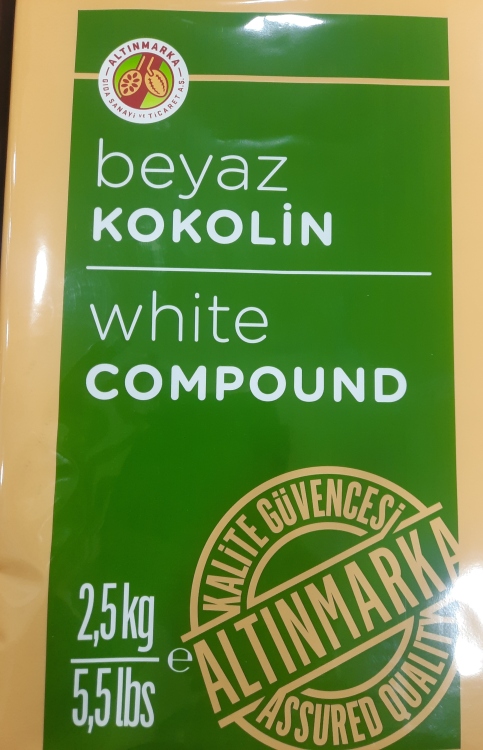 ALTINMARKA
GIDA SANAYİ VE TİCARET A.Ş.
beyaz
KOKOLİN
white
COMPOUND
KALİTE GÜVENCESİ
ALTINMARKA
ASSURED QUALITY
2,5 kg
5,5 lbs
e